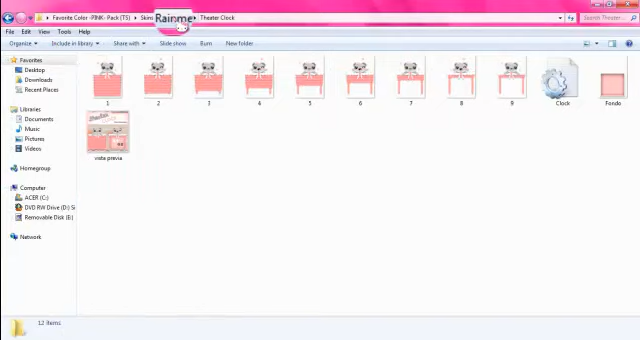 Favorite Color -PINK- Pack (TS) ▸ Skins Rainme ▸ Theater Clock
Search Theater...
File Edit View Tools Help
Organize Include in library Share with Slide show Burn New folder
Favorites
Desktop
Downloads
Recent Places
Libraries
Documents
Music
Pictures
Videos
Homegroup
Computer
ACER (C:)
DVD RW Drive (D:) Si
Removable Disk (E:)
Network
1 2 3 4 5 6 7 8 9 Clock Fondo
vista previa
12 items